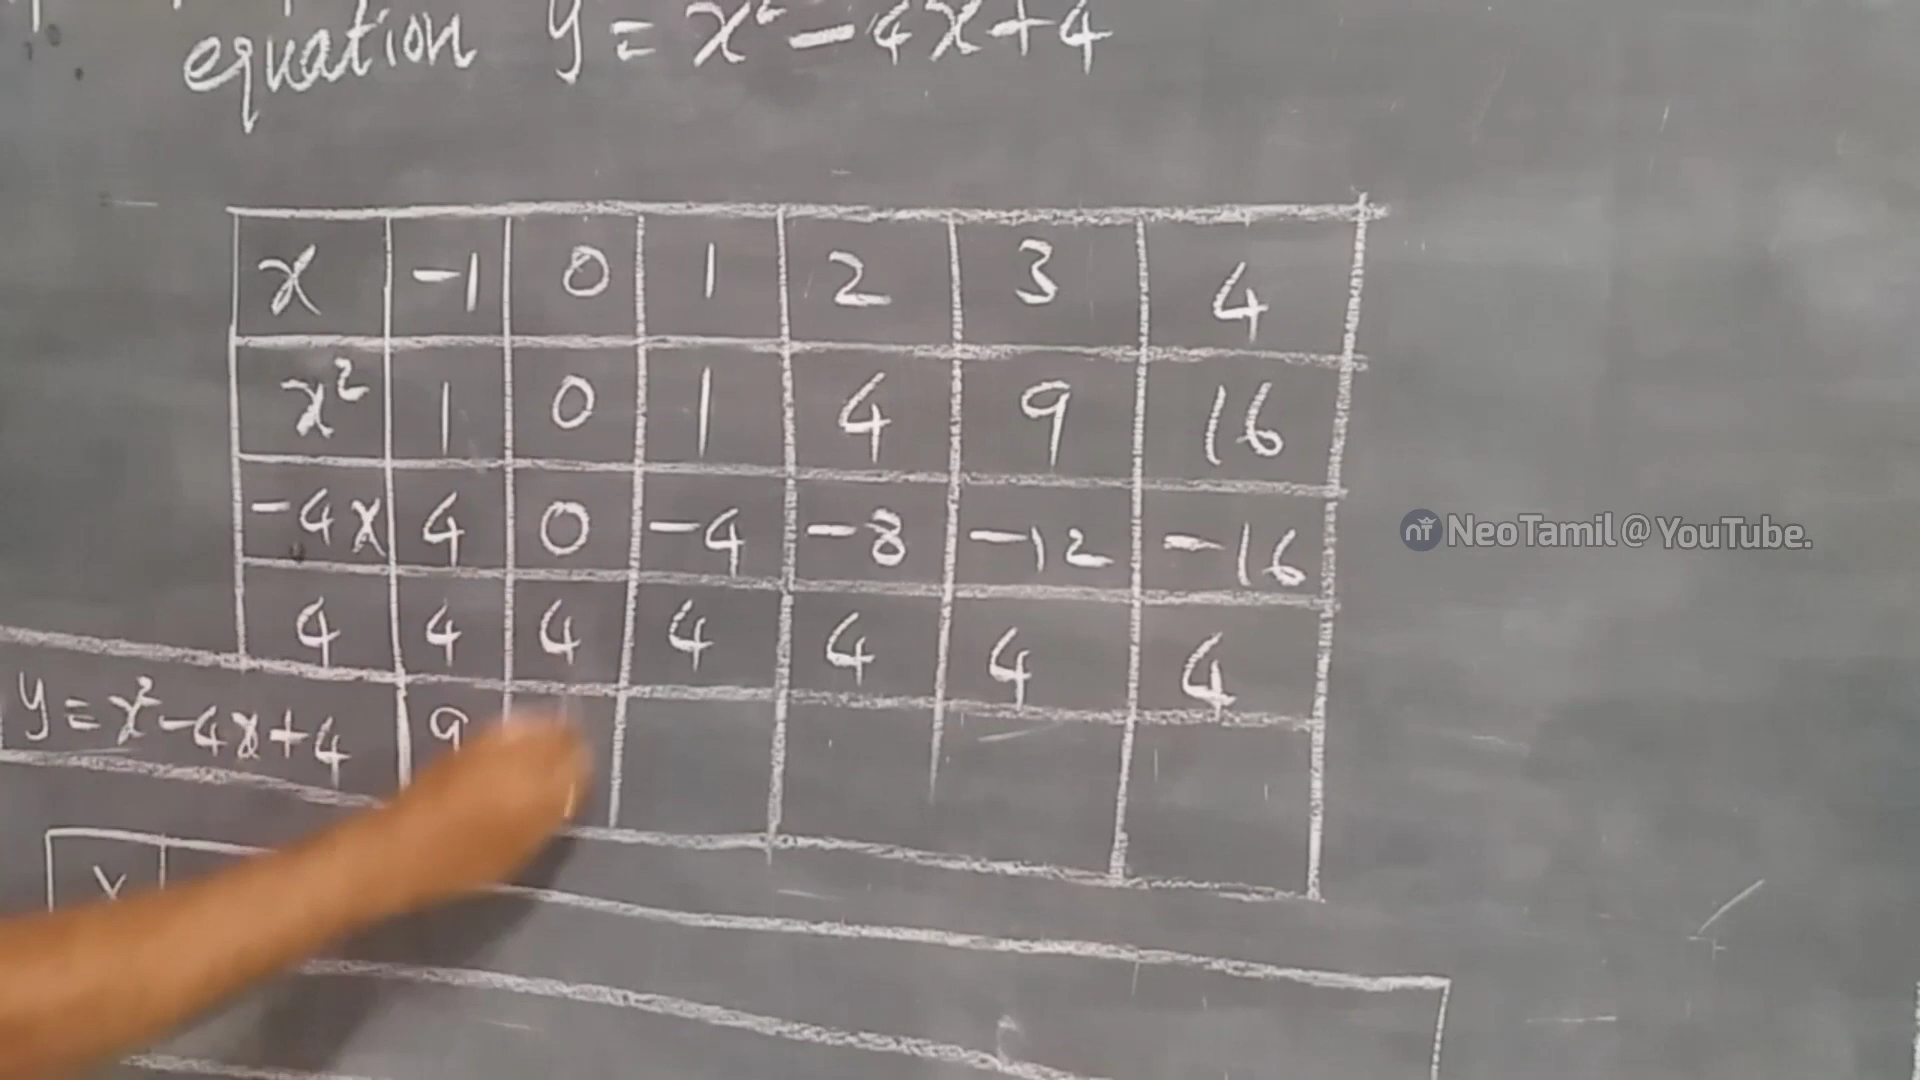 equation y = x² - 4x + 4
x -1 0 1 2 3 4
x² 1 0 1 4 9 16
-4x 4 0 -4 -8 -12 -16
4 4 4 4 4 4 4
y = x² - 4x + 4 9
x
NeoTamil @ YouTube.